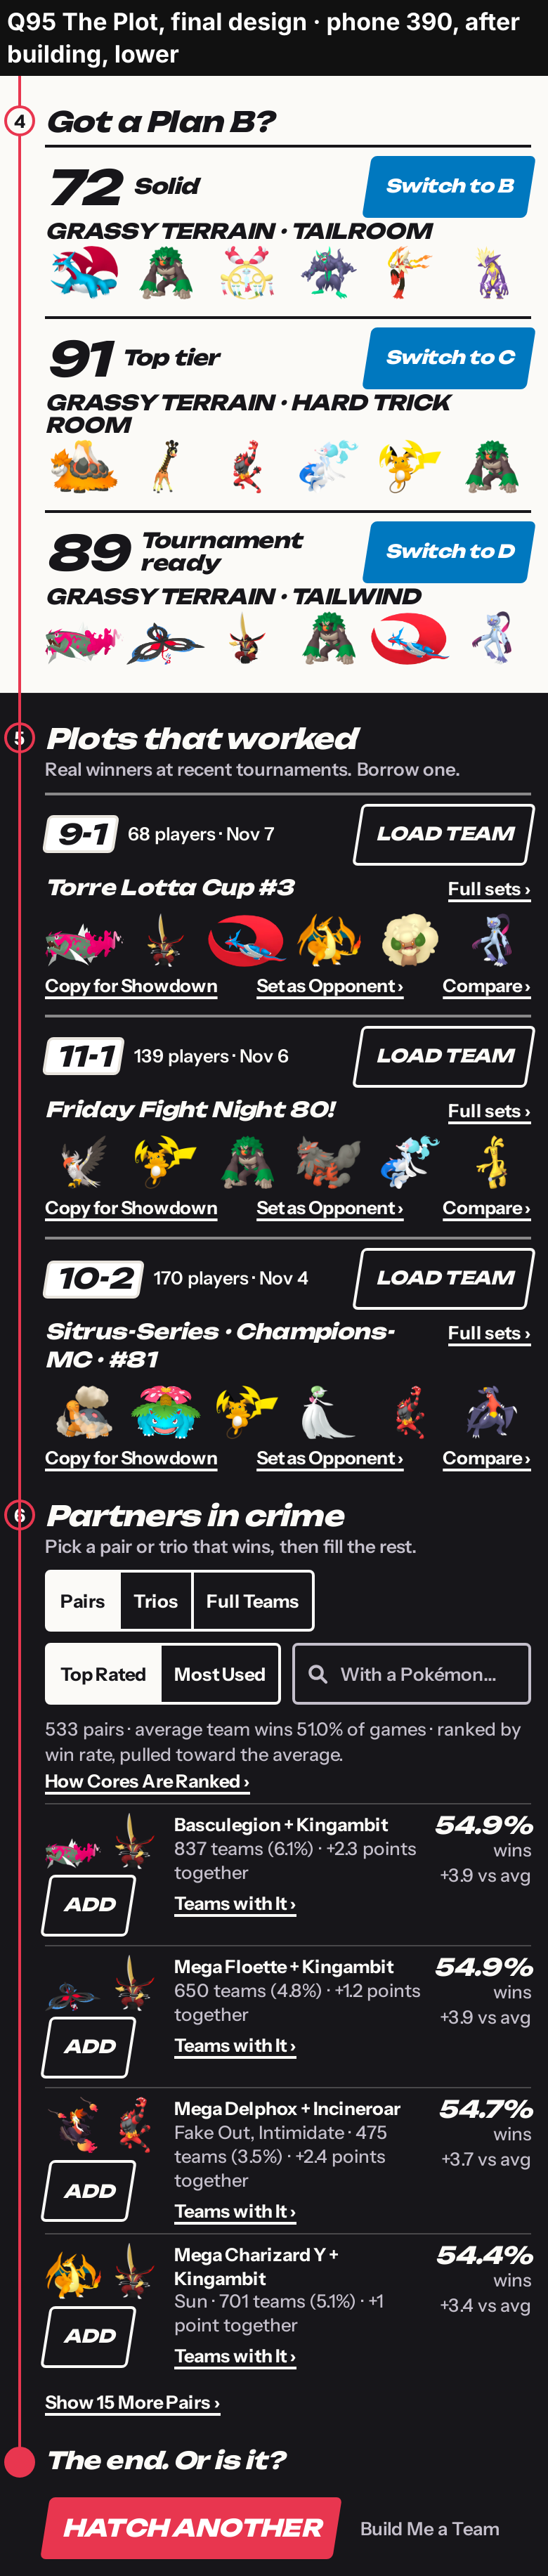 Q95 The Plot, final design · phone 390, after
building, lower
4
Got a Plan B?
72 Solid
Switch to B
GRASSY TERRAIN · TAILROOM
91 Top tier
Switch to C
GRASSY TERRAIN · HARD TRICK
ROOM
89 Tournament
ready
Switch to D
GRASSY TERRAIN · TAILWIND
5
Plots that worked
Real winners at recent tournaments. Borrow one.
9-1 68 players · Nov 7
LOAD TEAM
Torre Lotta Cup #3
Full sets ›
Copy for Showdown Set as Opponent › Compare ›
11-1 139 players · Nov 6
LOAD TEAM
Friday Fight Night 80!
Full sets ›
Copy for Showdown Set as Opponent › Compare ›
10-2 170 players · Nov 4
LOAD TEAM
Sitrus-Series · Champions-
MC · #81
Full sets ›
Copy for Showdown Set as Opponent › Compare ›
6
Partners in crime
Pick a pair or trio that wins, then fill the rest.
Pairs Trios Full Teams
Top Rated Most Used With a Pokémon...
533 pairs · average team wins 51.0% of games · ranked by
win rate, pulled toward the average.
How Cores Are Ranked ›
Basculegion + Kingambit
837 teams (6.1%) · +2.3 points
together
Teams with It ›
54.9%
wins
+3.9 vs avg
ADD
Mega Floette + Kingambit
650 teams (4.8%) · +1.2 points
together
Teams with It ›
54.9%
wins
+3.9 vs avg
ADD
Mega Delphox + Incineroar
Fake Out, Intimidate · 475
teams (3.5%) · +2.4 points
together
Teams with It ›
54.7%
wins
+3.7 vs avg
ADD
Mega Charizard Y +
Kingambit
Sun · 701 teams (5.1%) · +1
point together
Teams with It ›
54.4%
wins
+3.4 vs avg
ADD
Show 15 More Pairs ›
The end. Or is it?
HATCH ANOTHER
Build Me a Team